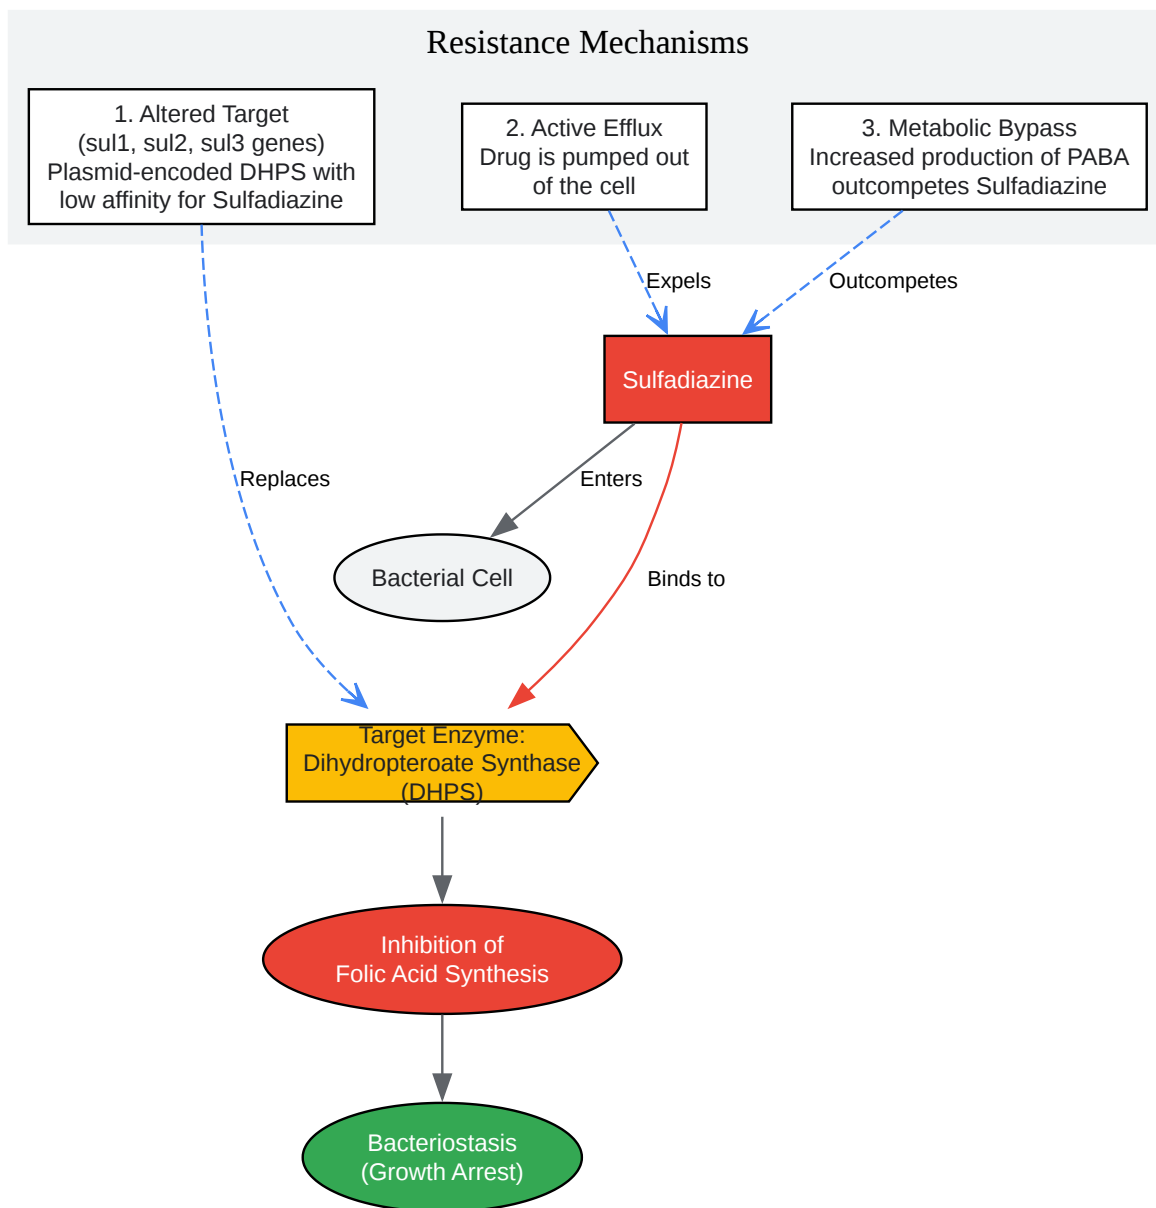 Resistance Mechanisms
1. Altered Target
(sul1, sul2, sul3 genes)
Plasmid-encoded DHPS with
low affinity for Sulfadiazine
2. Active Efflux
Drug is pumped out
of the cell
3. Metabolic Bypass
Increased production of PABA
outcompetes Sulfadiazine
Expels
Outcompetes
Sulfadiazine
Replaces
Enters
Bacterial Cell
Binds to
Target Enzyme:
Dihydropteroate Synthase
(DHPS)
Inhibition of
Folic Acid Synthesis
Bacteriostasis
(Growth Arrest)